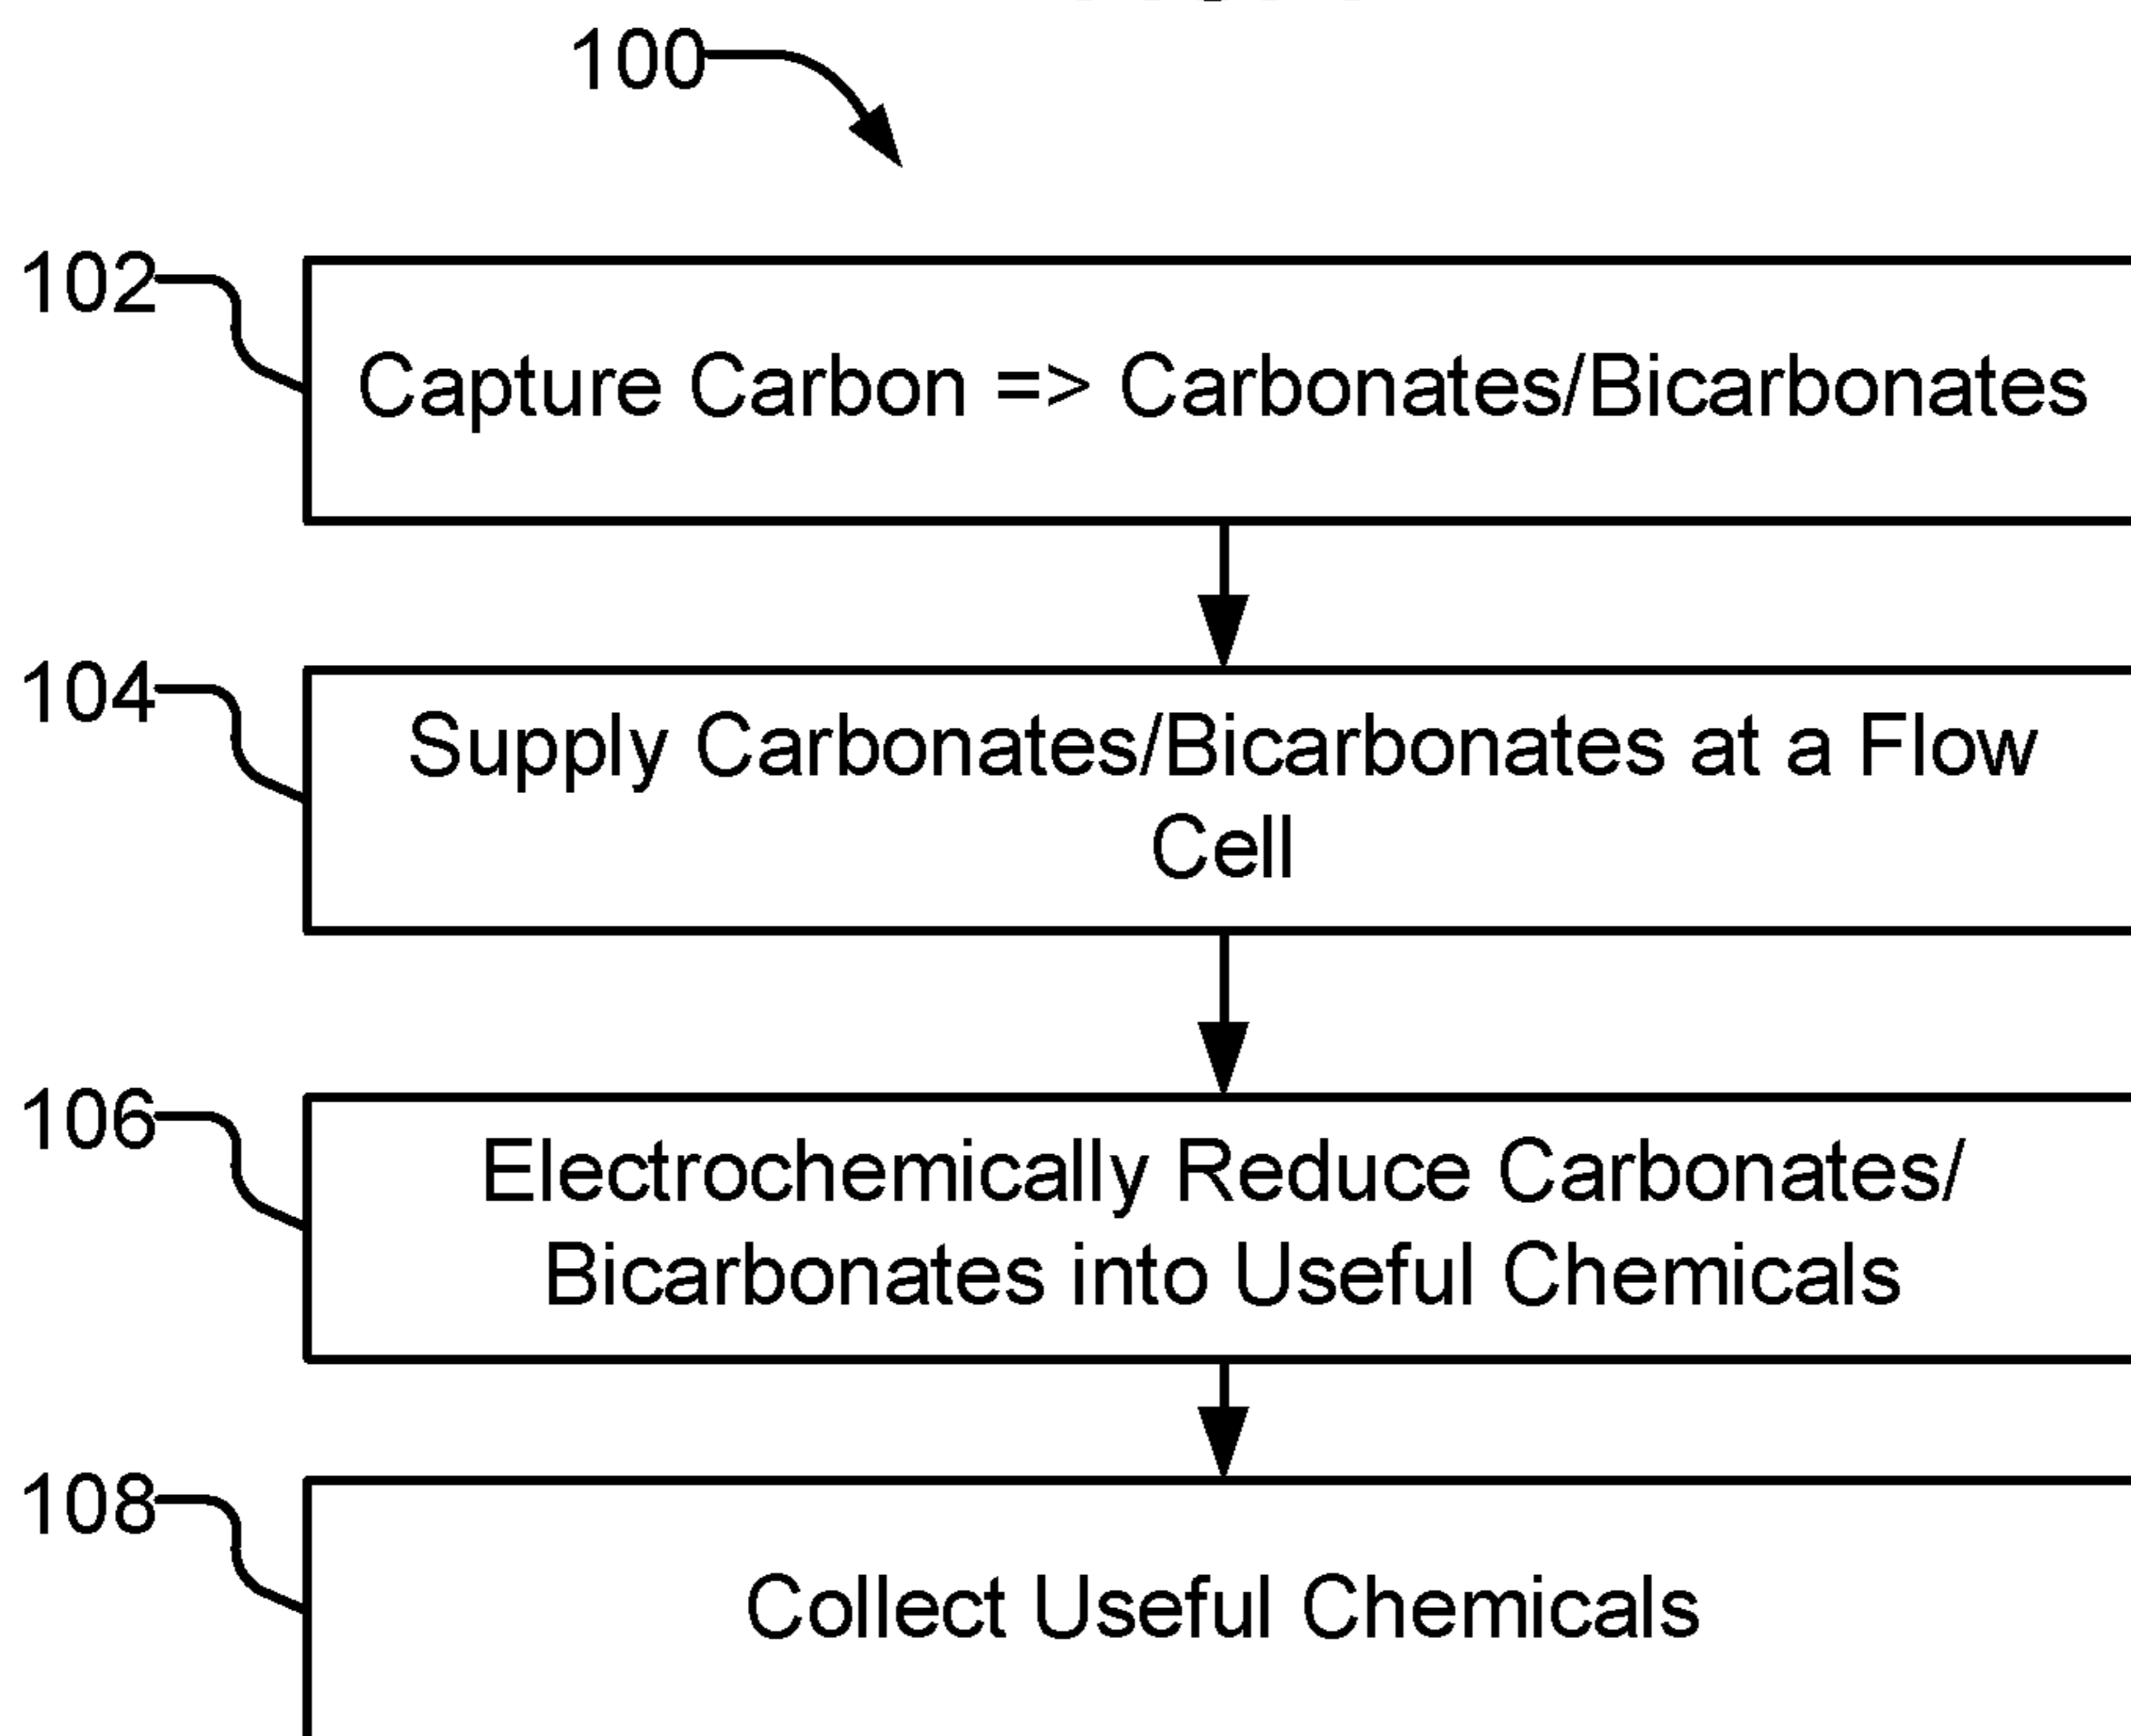 100
102
Capture Carbon => Carbonates/Bicarbonates
104
Supply Carbonates/Bicarbonates at a Flow
Cell
106
Electrochemically Reduce Carbonates/
Bicarbonates into Useful Chemicals
108
Collect Useful Chemicals